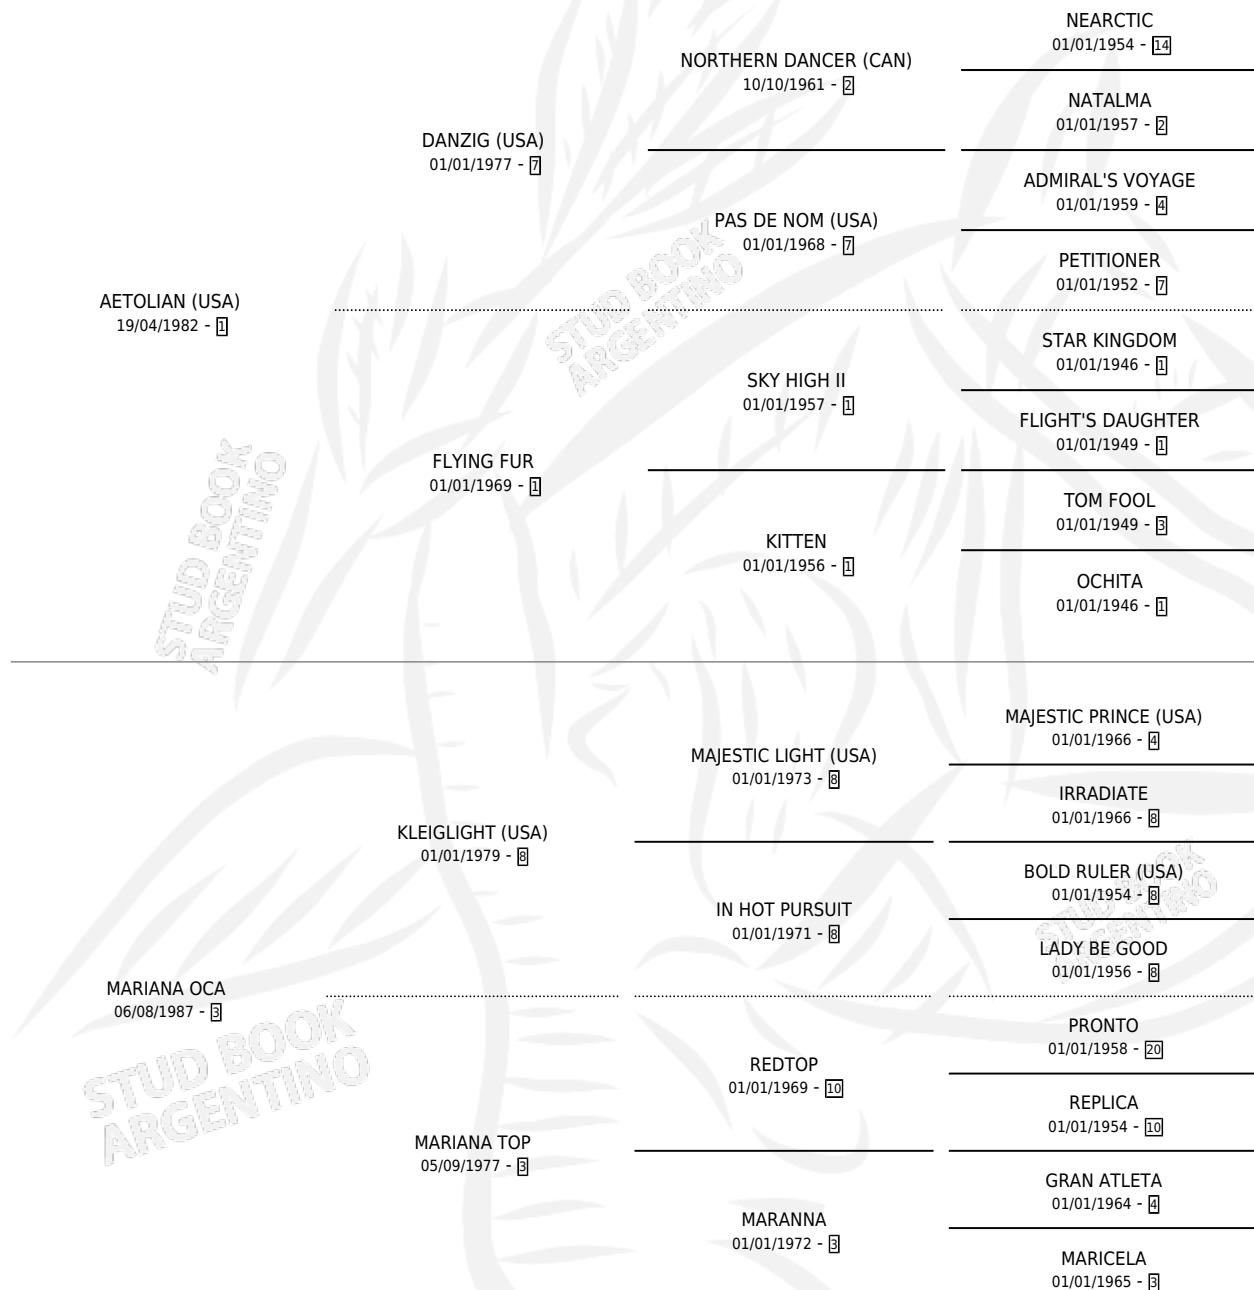 NEARCTIC
01/01/1954 - 14
NORTHERN DANCER (CAN)
10/10/1961 - 2
NATALMA
01/01/1957 - 2
DANZIG (USA)
01/01/1977 - 7
ADMIRAL'S VOYAGE
01/01/1959 - 4
PAS DE NOM (USA)
01/01/1968 - 7
PETITIONER
01/01/1952 - 7
AETOLIAN (USA)
19/04/1982 - 1
STUD BOOK
ARGENTINO
STAR KINGDOM
01/01/1946 - 1
SKY HIGH II
01/01/1957 - 1
FLIGHT'S DAUGHTER
01/01/1949 - 1
FLYING FUR
01/01/1969 - 1
TOM FOOL
01/01/1949 - 3
KITTEN
01/01/1956 - 1
OCHITA
01/01/1946 - 1
STUD BOOK
ARGENTINO
MAJESTIC PRINCE (USA)
01/01/1966 - 4
MAJESTIC LIGHT (USA)
01/01/1973 - 8
IRRADIATE
01/01/1966 - 8
KLEIGLIGHT (USA)
01/01/1979 - 8
BOLD RULER (USA)
01/01/1954 - 8
IN HOT PURSUIT
01/01/1971 - 8
LADY BE GOOD
01/01/1956 - 8
STUD BOOK
ARGENTINO
MARIANA OCA
06/08/1987 - 3
PRONTO
01/01/1958 - 20
REDTOP
01/01/1969 - 10
REPLICA
01/01/1954 - 10
STUD BOOK
ARGENTINO
MARIANA TOP
05/09/1977 - 3
GRAN ATLETA
01/01/1964 - 4
MARANNA
01/01/1972 - 3
MARICELA
01/01/1965 - 3